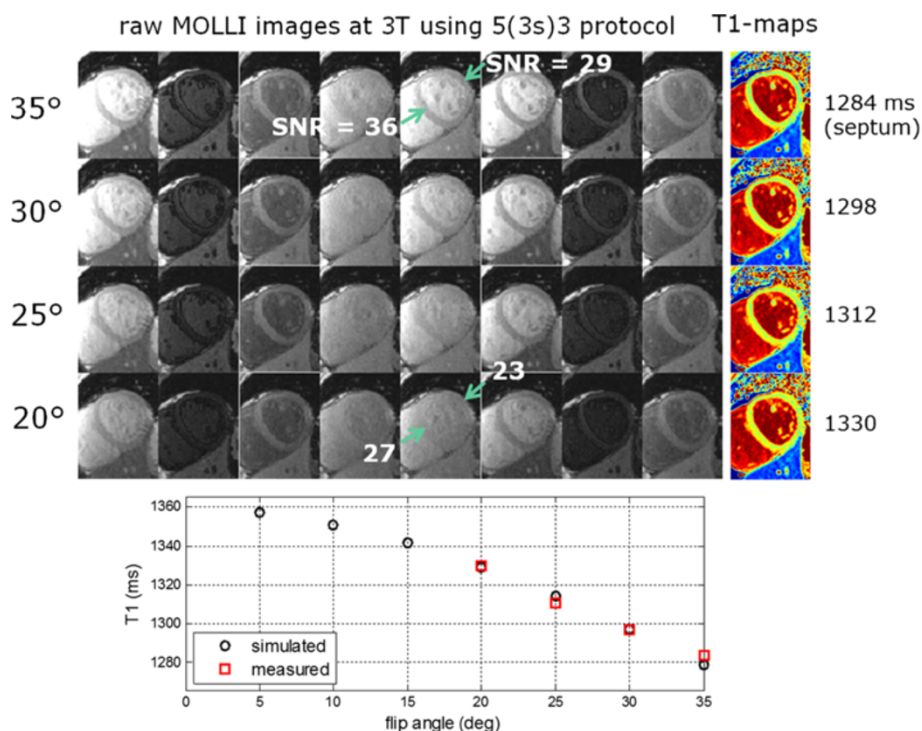 raw MOLLI images at 3T using 5(3s)3 protocol T1-maps
SNR = 29
35° 1284 ms
SNR = 36 (septum)
30° 1298
25° 1312
23
20° 1330
27
1360
1340
1320
1300
1280
T1 (ms)
simulated
measured
0 5 10 15 20 25 30 35
flip angle (deg)